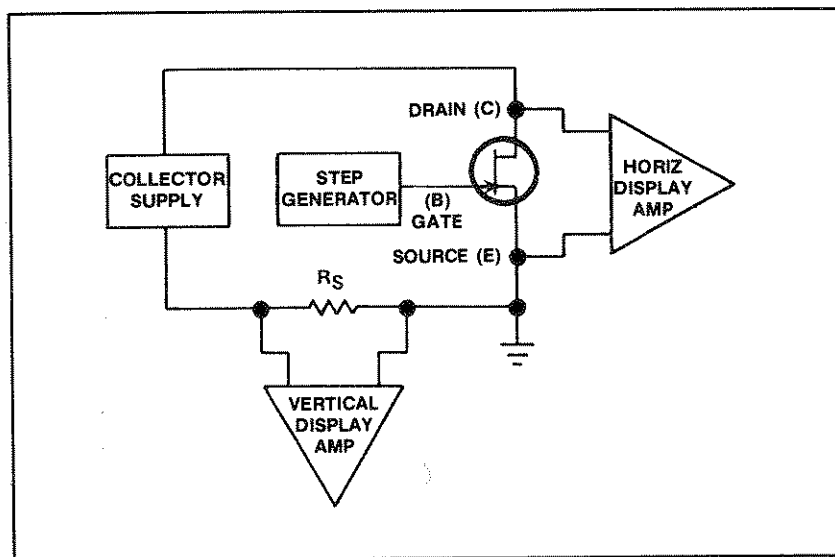 DRAIN (C)
COLLECTOR
SUPPLY
STEP
GENERATOR
(B)
GATE
HORIZ
DISPLAY
AMP
SOURCE (E)
RS
VERTICAL
DISPLAY
AMP